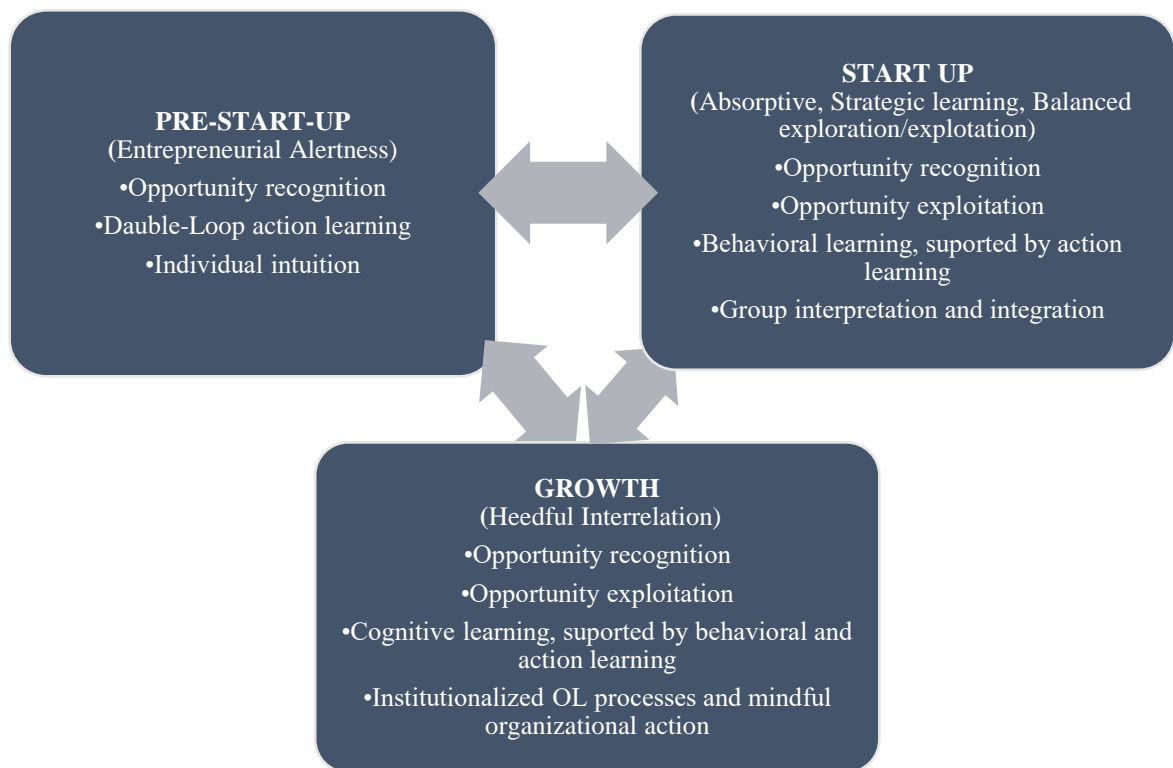 PRE-START-UP
(Entrepreneurial Alertness)
•Opportunity recognition
•Dauble-Loop action learning
•Individual intuition
START UP
(Absorptive, Strategic learning, Balanced
exploration/explotation)
•Opportunity recognition
•Opportunity exploitation
•Behavioral learning, suported by action
learning
•Group interpretation and integration
GROWTH
(Heedful Interrelation)
•Opportunity recognition
•Opportunity exploitation
•Cognitive learning, suported by behavioral and
action learning
•Institutionalized OL processes and mindful
organizational action